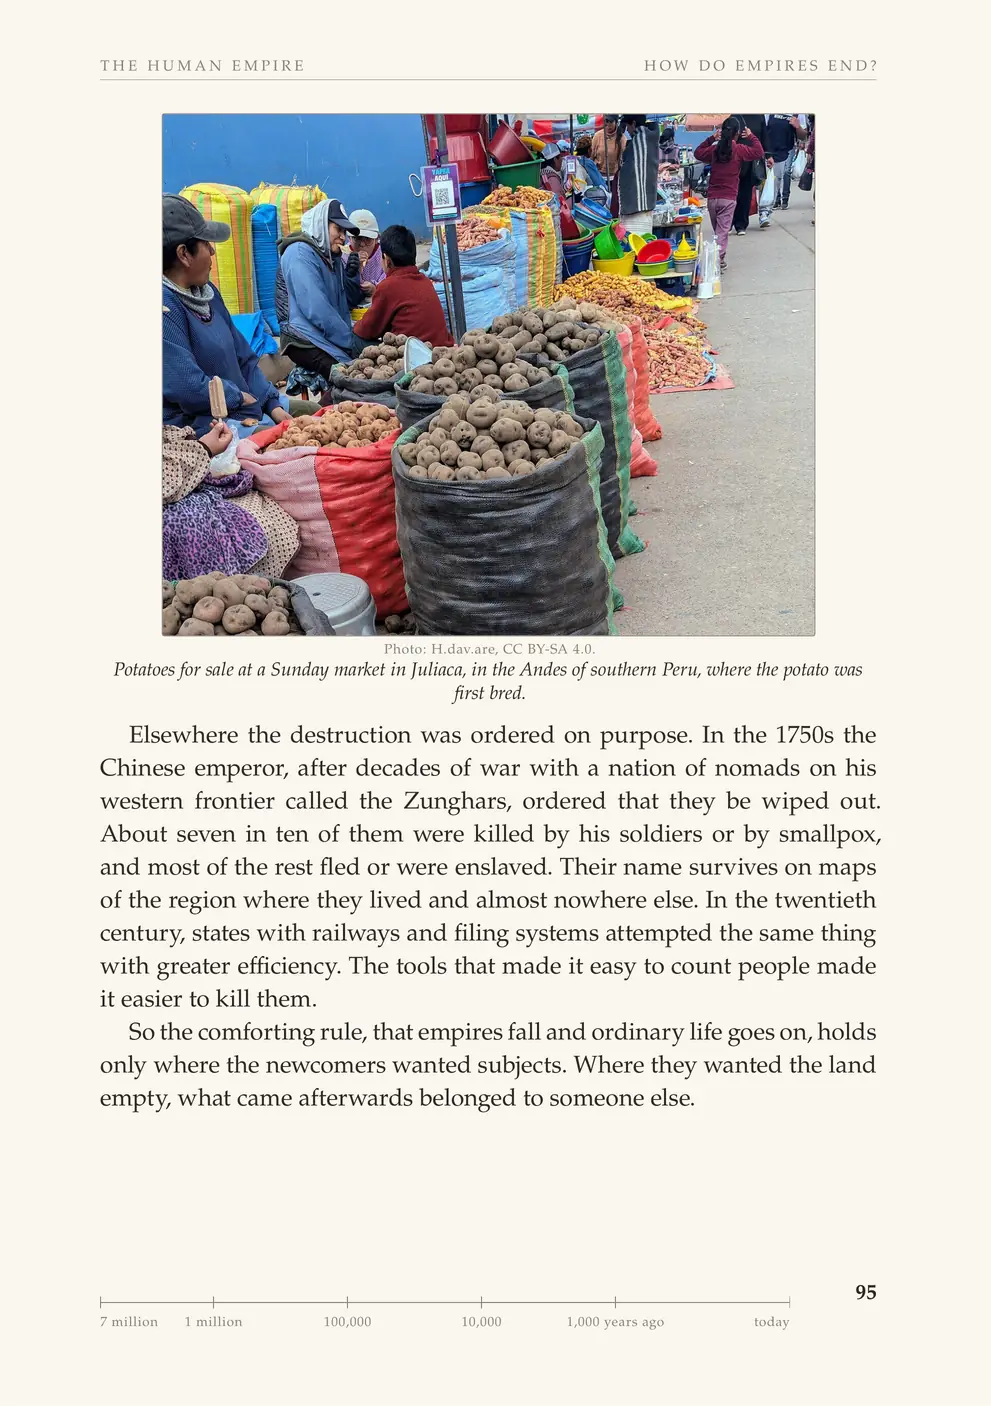 THE HUMAN EMPIRE
HOW DO EMPIRES END?
YAPEA
AQUÍ
Photo: H.dav.are, CC BY-SA 4.0.
Potatoes for sale at a Sunday market in Juliaca, in the Andes of southern Peru, where the potato was
first bred.
Elsewhere the destruction was ordered on purpose. In the 1750s the
Chinese emperor, after decades of war with a nation of nomads on his
western frontier called the Zunghars, ordered that they be wiped out.
About seven in ten of them were killed by his soldiers or by smallpox,
and most of the rest fled or were enslaved. Their name survives on maps
of the region where they lived and almost nowhere else. In the twentieth
century, states with railways and filing systems attempted the same thing
with greater efficiency. The tools that made it easy to count people made
it easier to kill them.
So the comforting rule, that empires fall and ordinary life goes on, holds
only where the newcomers wanted subjects. Where they wanted the land
empty, what came afterwards belonged to someone else.
95
7 million 1 million 100,000 10,000 1,000 years ago today